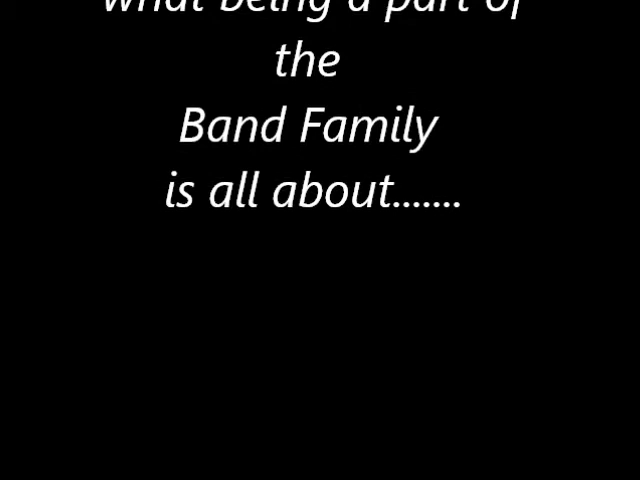 what being a part of
the
Band Family
is all about.......